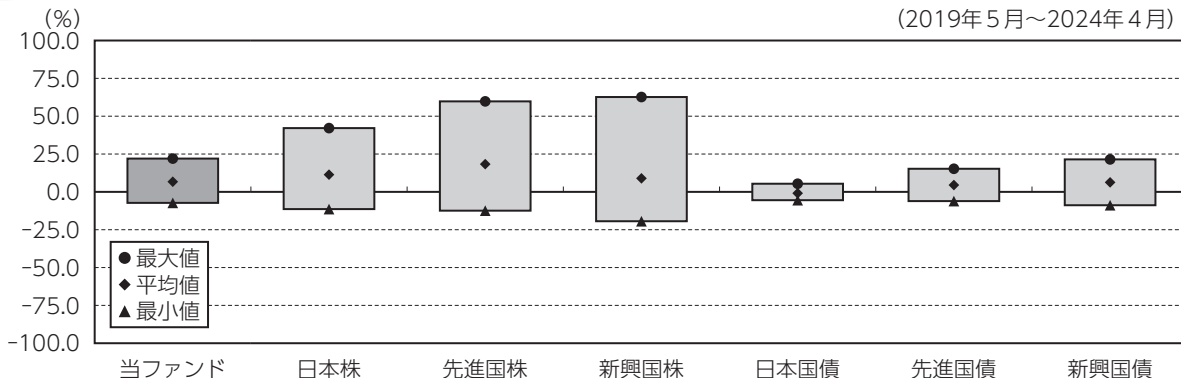 (%)
(2019年5月~2024年4月)
100.0
75.0
50.0
25.0
0.0
-25.0
-50.0
-75.0
-100.0
●最大値
◆平均値
▲最小値
当ファンド 日本株 先進国株 新興国株 日本国債 先進国債 新興国債